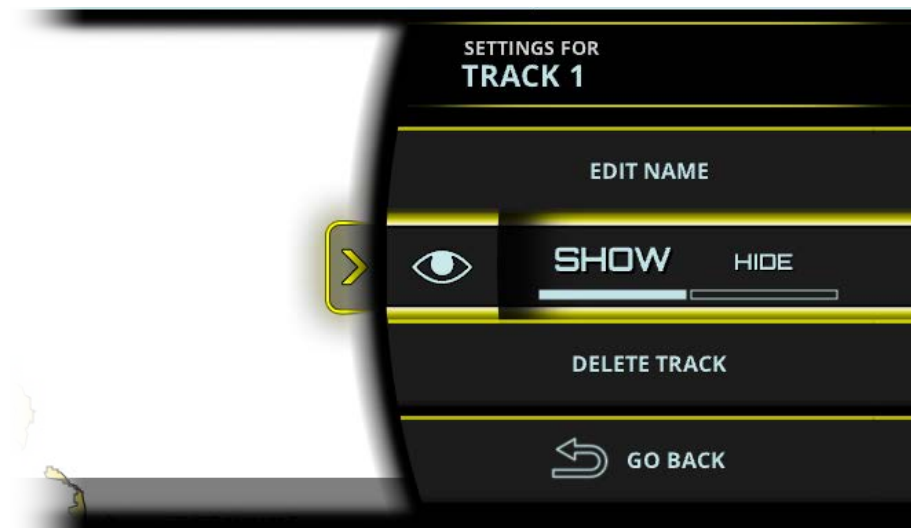 SETTINGS FOR
TRACK 1
EDIT NAME
SHOW HIDE
DELETE TRACK
GO BACK